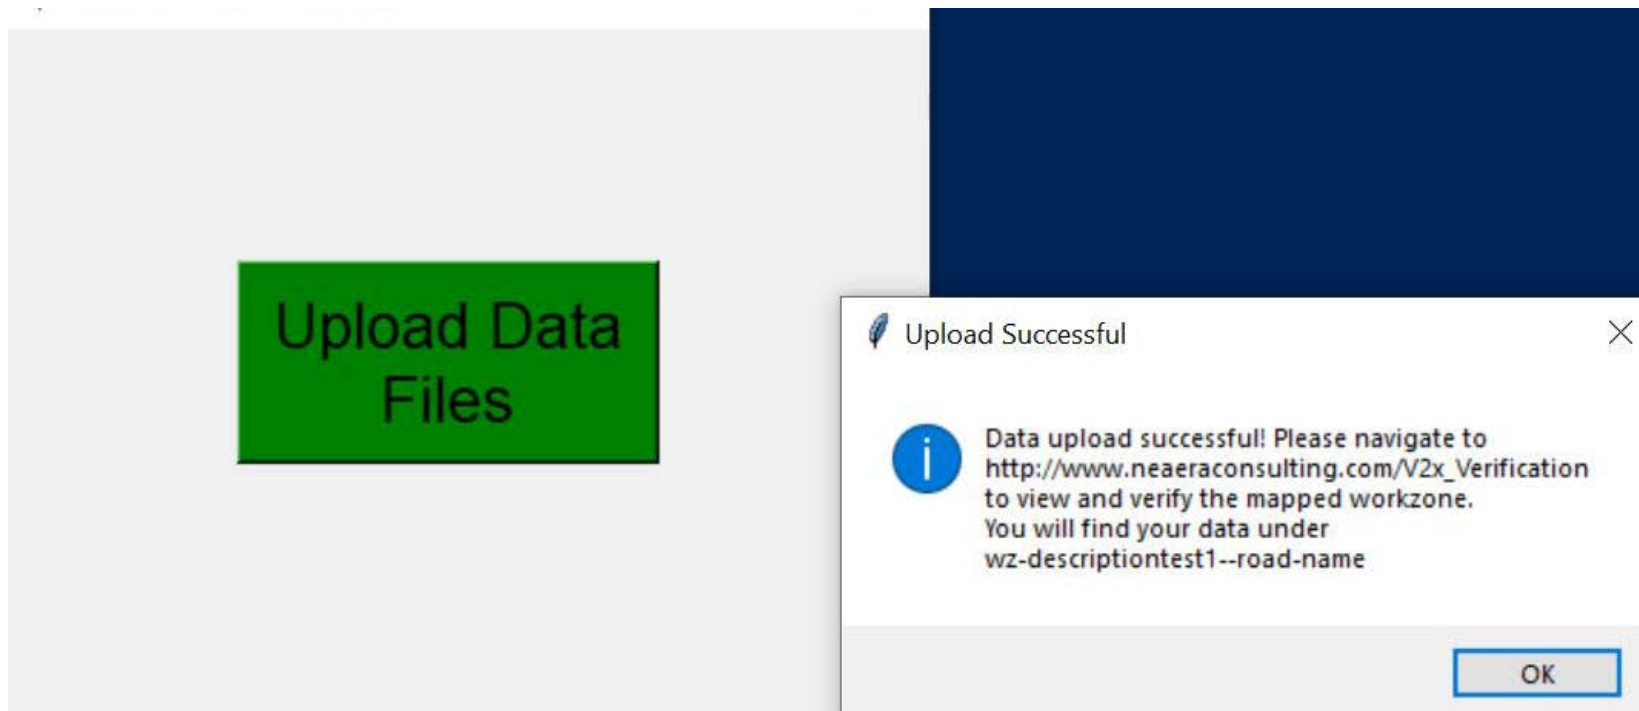 Upload Data
Files
Upload Successful
Data upload successful! Please navigate to
http://www.neaeraconsulting.com/V2x_Verification
to view and verify the mapped workzone.
You will find your data under
wz-descriptiontest1--road-name
OK